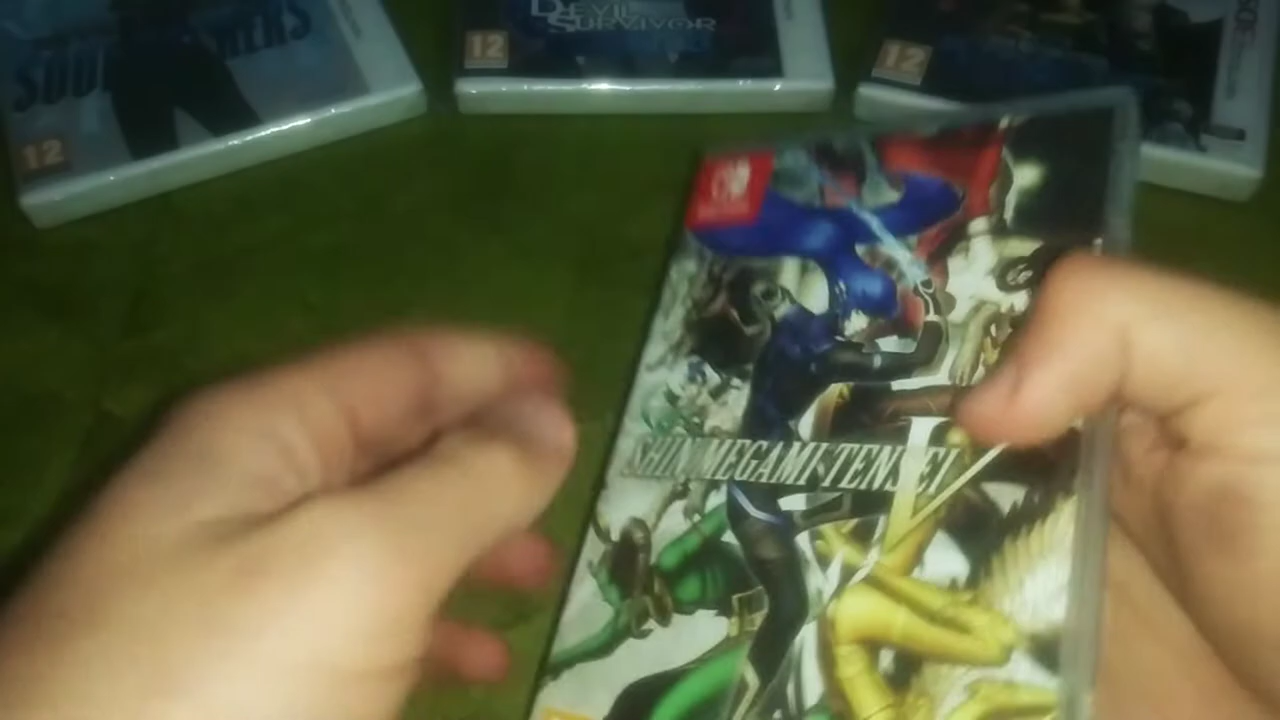 SOUL HACKERS
DEVIL
SURVIVOR
12
12
12
SHIN MEGAMI TENSEI
V